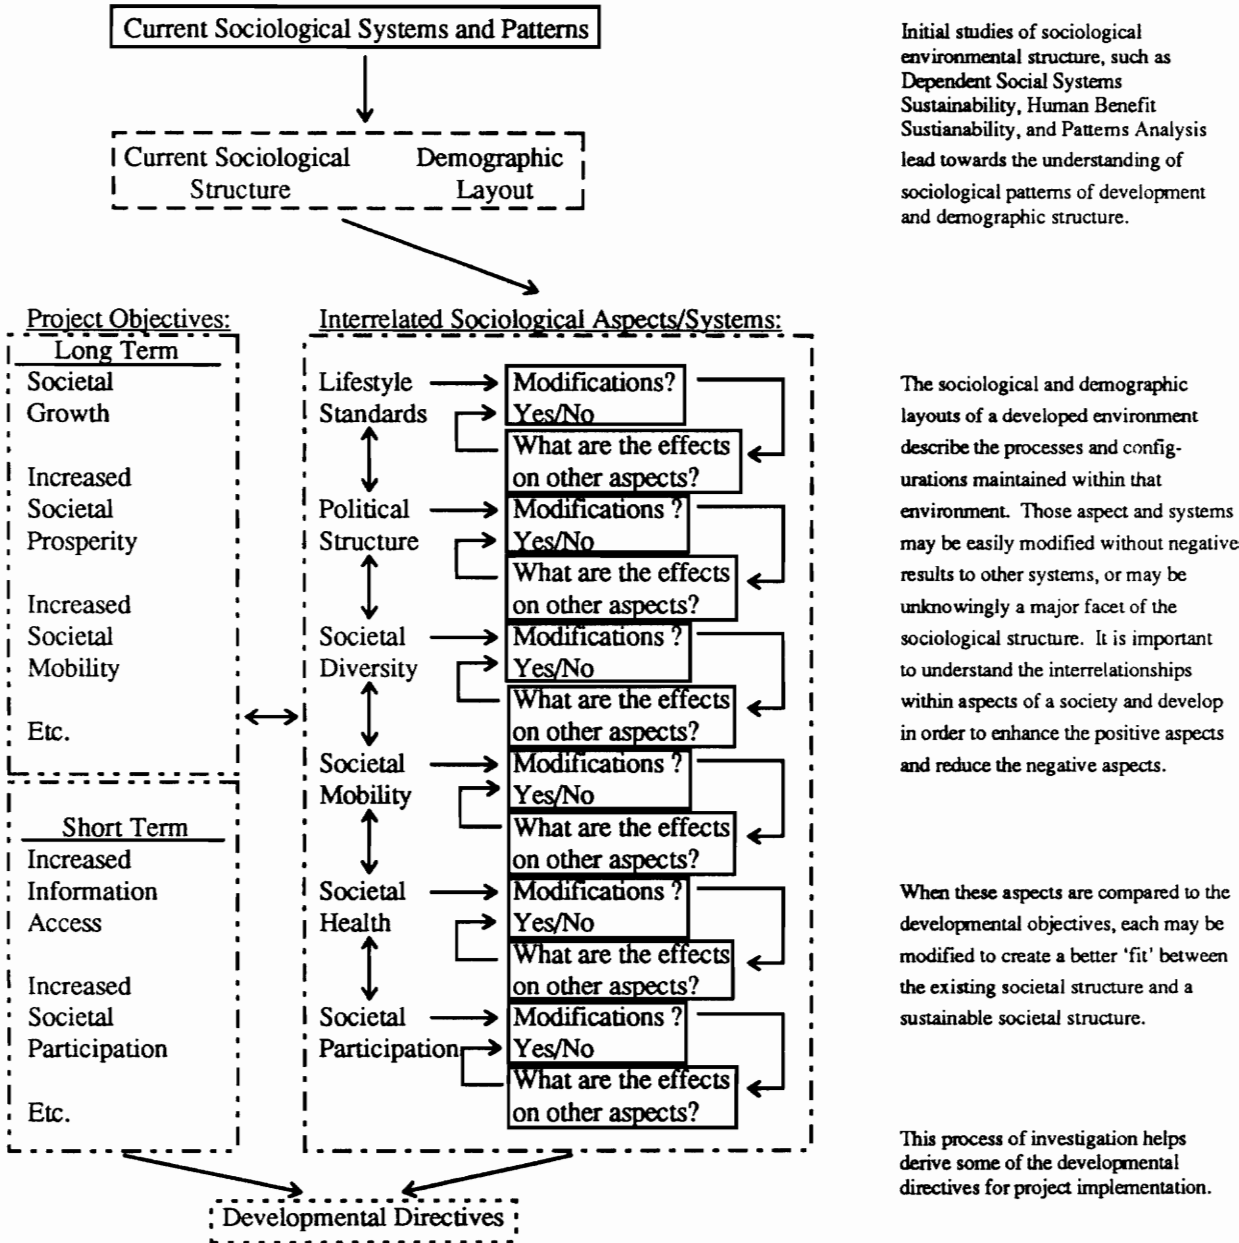 Current Sociological Systems and Patterns
Current Sociological Demographic
Structure Layout
Initial studies of sociological
environmental structure, such as
Dependent Social Systems
Sustainability, Human Benefit
Sustianability, and Patterns Analysis
lead towards the understanding of
sociological patterns of development
and demographic structure.
Project Objectives:
Long Term
Societal
Growth
Increased
Societal
Prosperity
Increased
Societal
Mobility
Etc.
Short Term
Increased
Information
Access
Increased
Societal
Participation
Etc.
Interrelated Sociological Aspects/Systems:
Lifestyle
Standards
Modifications?
Yes/No
What are the effects
on other aspects?
Political
Structure
Modifications ?
Yes/No
What are the effects
on other aspects?
Societal
Diversity
Modifications ?
Yes/No
What are the effects
on other aspects?
Societal
Mobility
Modifications ?
Yes/No
What are the effects
on other aspects?
Societal
Health
Modifications ?
Yes/No
What are the effects
on other aspects?
Societal
Participation
Modifications ?
Yes/No
What are the effects
on other aspects?
The sociological and demographic
layouts of a developed environment
describe the processes and config-
urations maintained within that
environment. Those aspect and systems
may be easily modified without negative
results to other systems, or may be
unknowingly a major facet of the
sociological structure. It is important
to understand the interrelationships
within aspects of a society and develop
in order to enhance the positive aspects
and reduce the negative aspects.
When these aspects are compared to the
developmental objectives, each may be
modified to create a better 'fit' between
the existing societal structure and a
sustainable societal structure.
This process of investigation helps
derive some of the developmental
directives for project implementation.
Developmental Directives